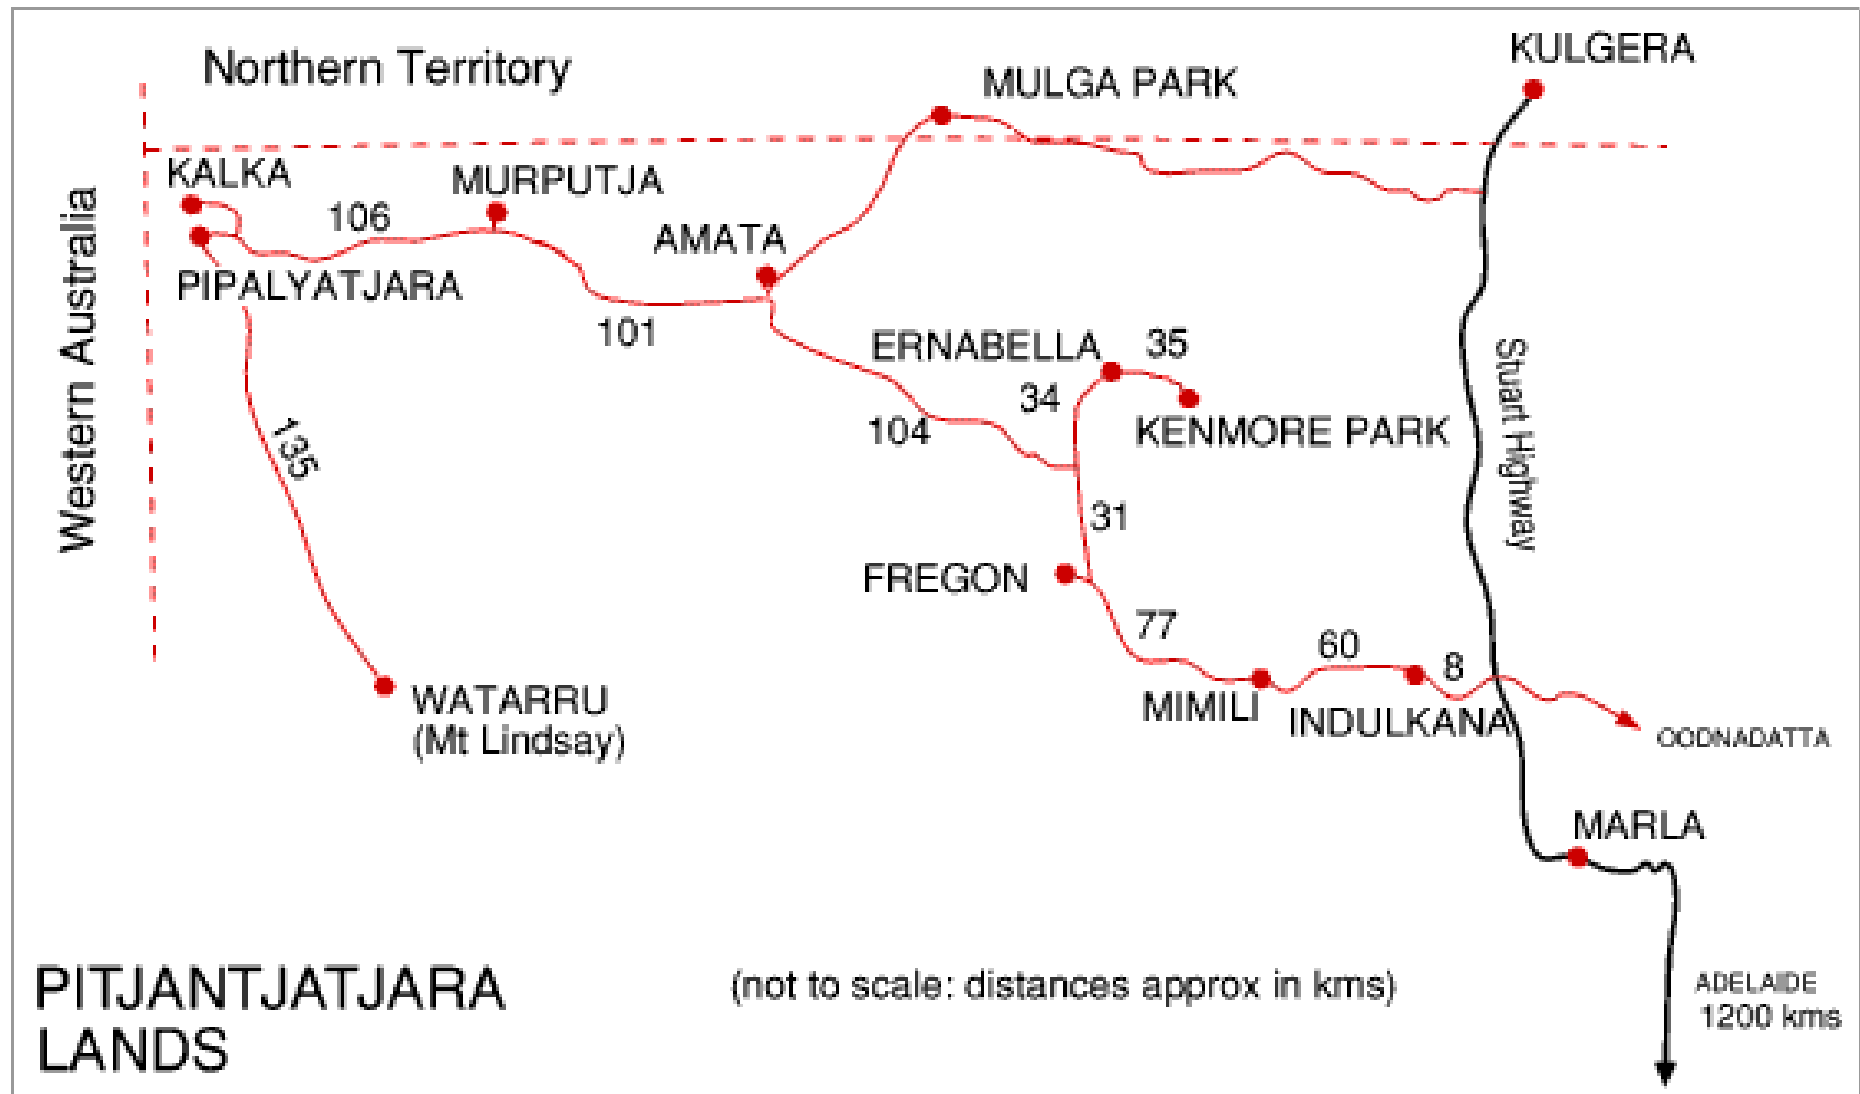 KULGERA
Northern Territory
MULGA PARK
KALKA
MURPUTJA
106
AMATA
PIPALYATJARA
Western Australia
101
ERNABELLA
35
34
KENMORE PARK
104
135
Stuart Highway
31
FREGON
77
60
8
WATARRU
(Mt Lindsay)
MIMILI
INDULKANA
OODNADATTA
MARLA
PITJANTJATJARA
LANDS
(not to scale: distances approx in kms)
ADELAIDE
1200 kms